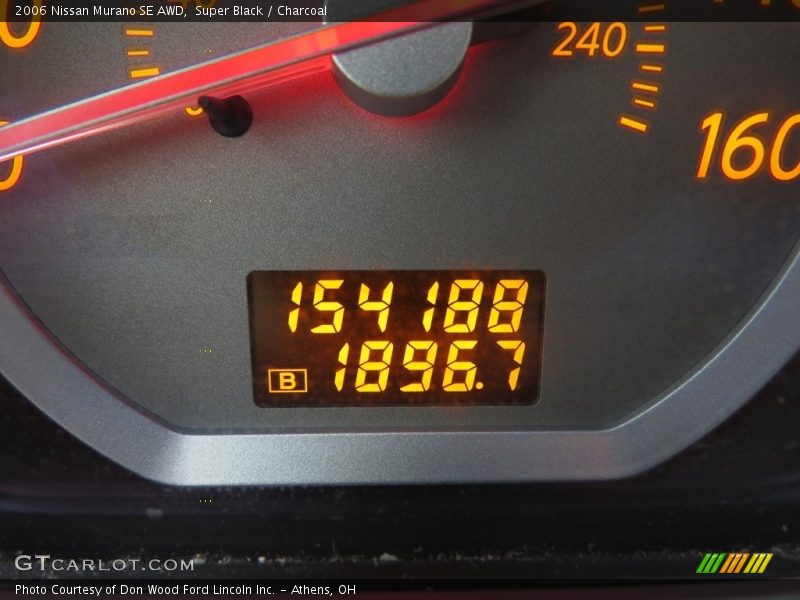 2006 Nissan Murano SE AWD, Super Black / Charcoal
240
160
154188
B 1896.7
GTCARLOT.COM
Photo Courtesy of Don Wood Ford Lincoln Inc. - Athens, OH